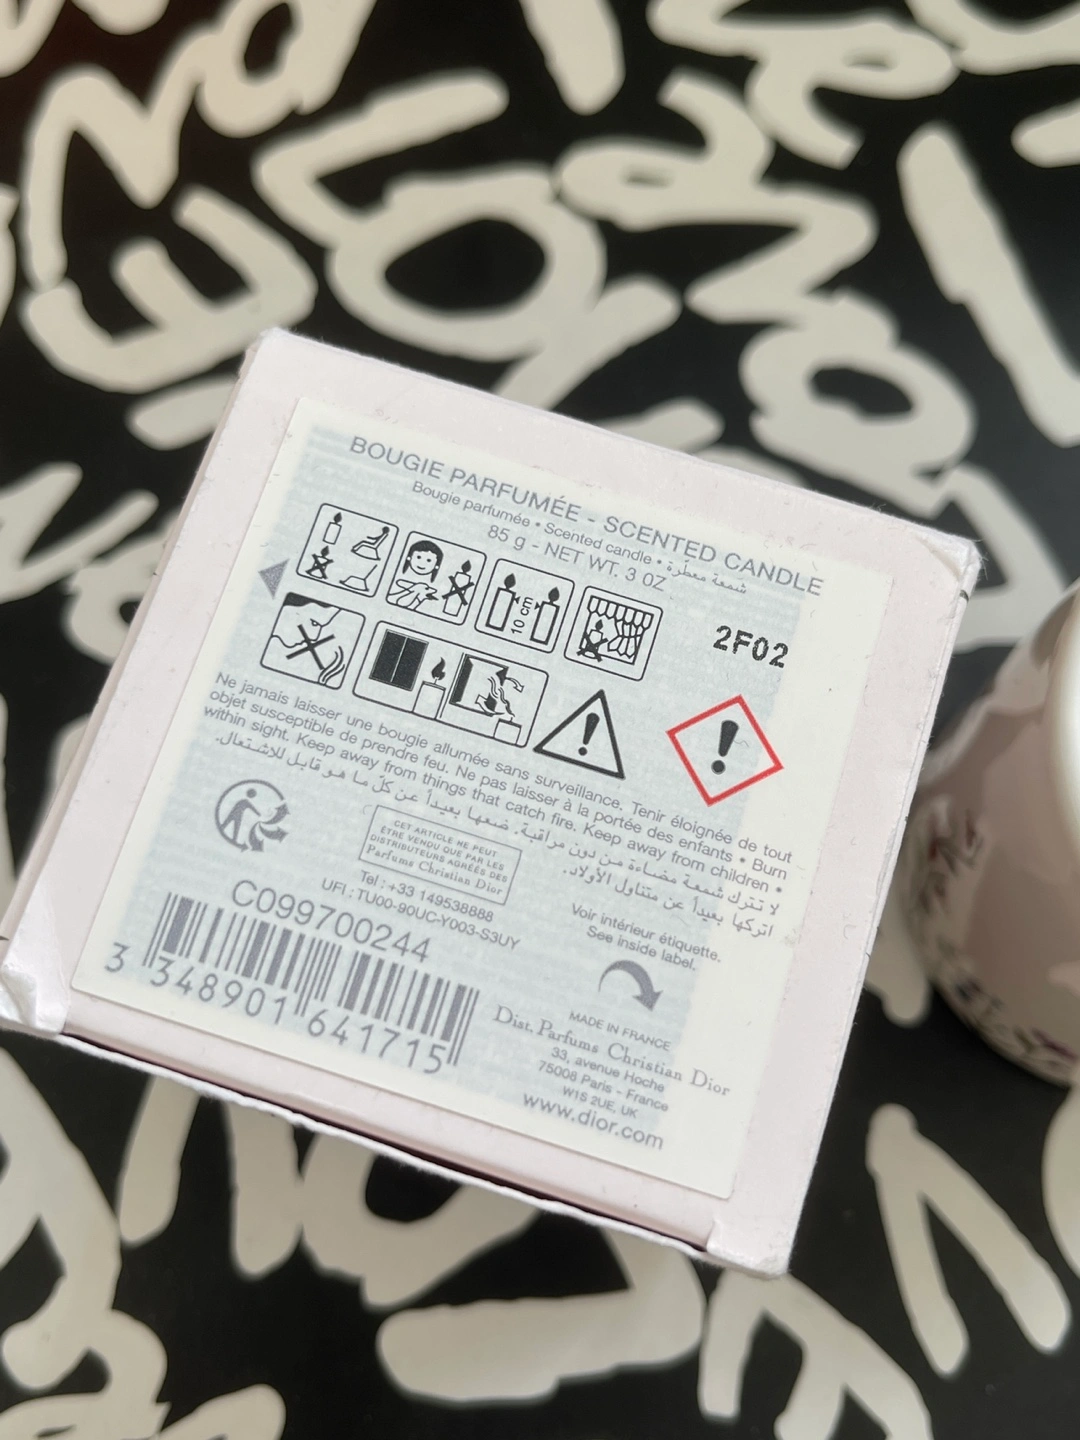 BOUGIE PARFUMÉE - SCENTED CANDLE
Bougie parfumée • Scented candle • شمعة معطّرة
85 g - NET WT. 3 OZ
2F02
10 cm
Ne jamais laisser une bougie allumée sans surveillance. Tenir éloignée de tout
objet susceptible de prendre feu. Ne pas laisser à la portée des enfants • Burn
within sight. Keep away from things that catch fire. Keep away from children •
لا تترك شمعة مضاءة من دون مراقبة. ضعها بعيداً عن كلّ ما هو قابل للاشتعال.
اتركها بعيداً عن متناول الأولاد.
CET ARTICLE NE PEUT
ÊTRE VENDU QUE PAR LES
DISTRIBUTEURS AGRÉÉS DES
Parfums Christian Dior
Tel : +33 149538888
UFI : TU00-90UC-Y003-S3UY
C099700244
3 348901 641715
Voir intérieur étiquette.
See inside label.
MADE IN FRANCE
Dist. Parfums Christian Dior
33, avenue Hoche
75008 Paris - France
W1S 2UE, UK
www.dior.com